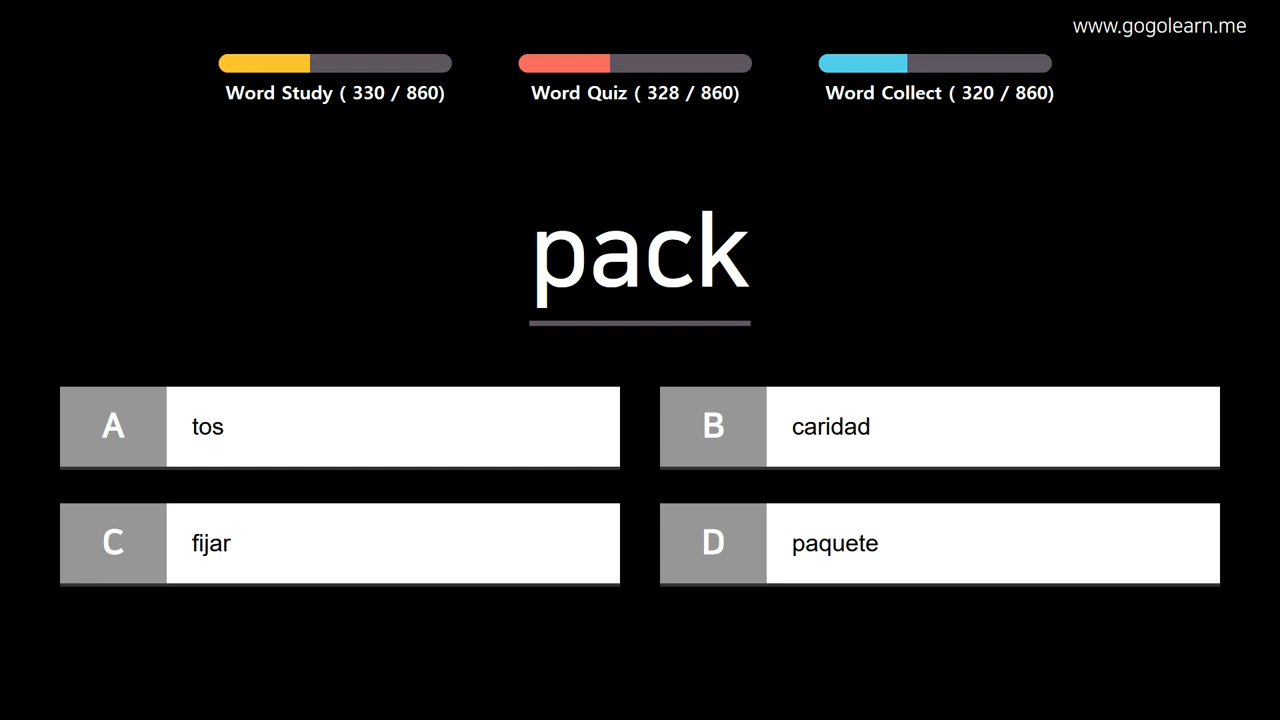 www.gogolearn.me
Word Study ( 330 / 860)
Word Quiz ( 328 / 860)
Word Collect ( 320 / 860)
pack
A tos
B caridad
C fijar
D paquete